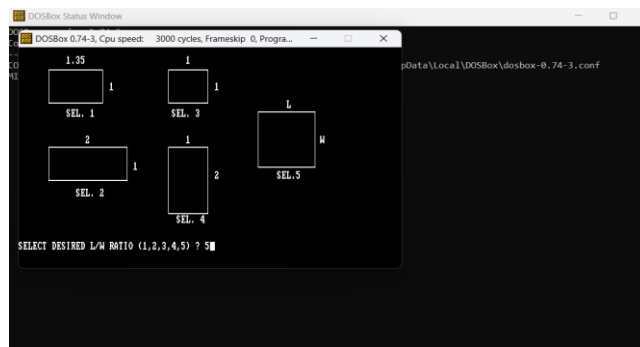 DOSBox Status Window
DOSBox 0.74-3, Cpu speed: 3000 cycles, Frameskip 0, Progra...
pData\Local\DOSBox\dosbox-0.74-3.conf
1.35
1
1
1
SEL. 1
SEL. 3
L
W
SEL.5
2
1
1
2
SEL. 2
SEL. 4
SELECT DESIRED L/W RATIO (1,2,3,4,5) ? 5